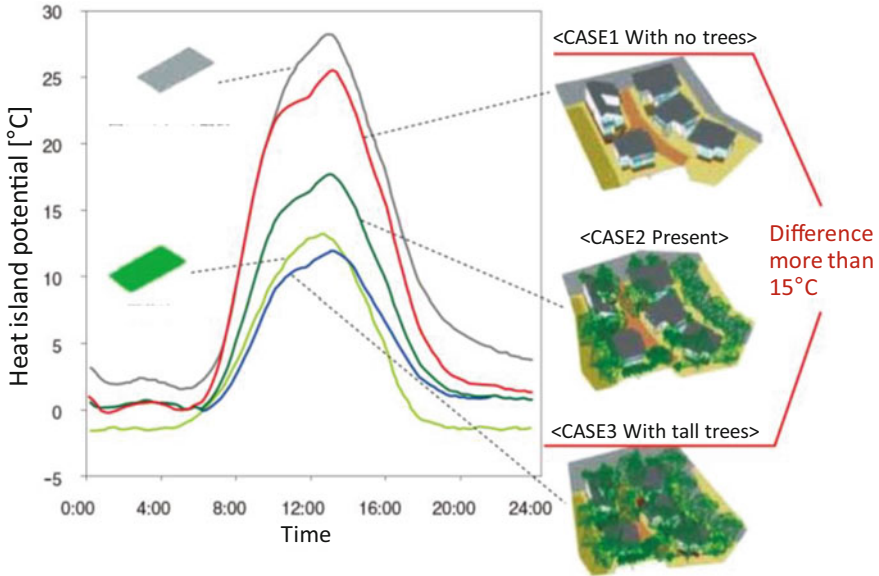 Heat island potential [°C]
30
25
20
15
10
5
0
−5
0:00
4:00
8:00
12:00
16:00
20:00
24:00
Time
<CASE1 With no trees>
<CASE2 Present>
<CASE3 With tall trees>
Difference
more than
15°C